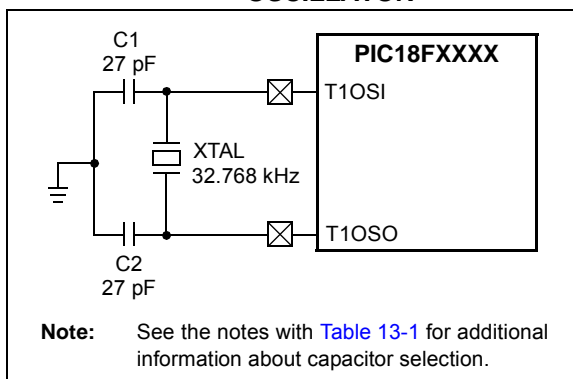 OSCILLATOR
C1
27 pF
PIC18FXXXX
T1OSI
XTAL
32.768 kHz
T1OSO
C2
27 pF
Note: See the notes with Table 13-1 for additional
information about capacitor selection.